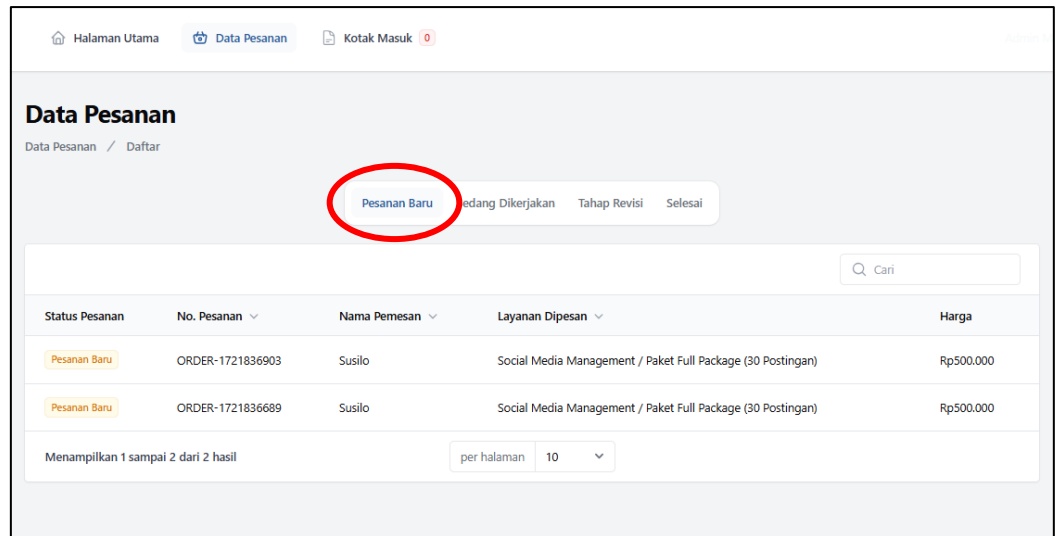 Halaman Utama Data Pesanan Kotak Masuk 0
Data Pesanan
Data Pesanan / Daftar
Pesanan Baru edang Dikerjakan Tahap Revisi Selesai
Cari
Status Pesanan No. Pesanan Nama Pemesan Layanan Dipesan Harga
Pesanan Baru ORDER-1721836903 Susilo Social Media Management / Paket Full Package (30 Postingan) Rp500.000
Pesanan Baru ORDER-1721836689 Susilo Social Media Management / Paket Full Package (30 Postingan) Rp500.000
Menampilkan 1 sampai 2 dari 2 hasil per halaman 10